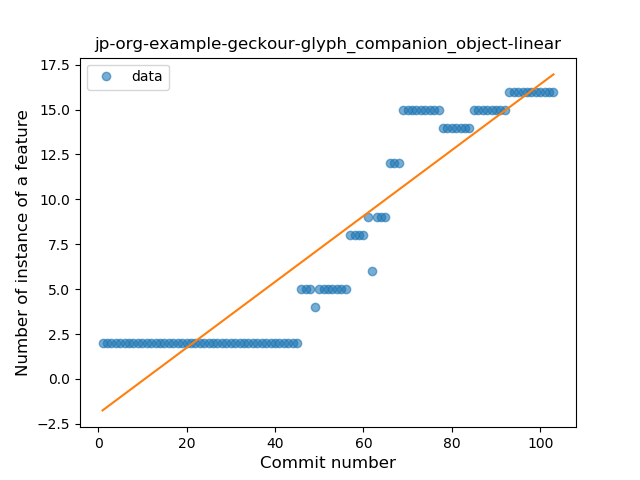 jp-org-example-geckour-glyph_companion_object-linear
data
Number of instance of a feature
17.5
15.0
12.5
10.0
7.5
5.0
2.5
0.0
−2.5
0 20 40 60 80 100
Commit number